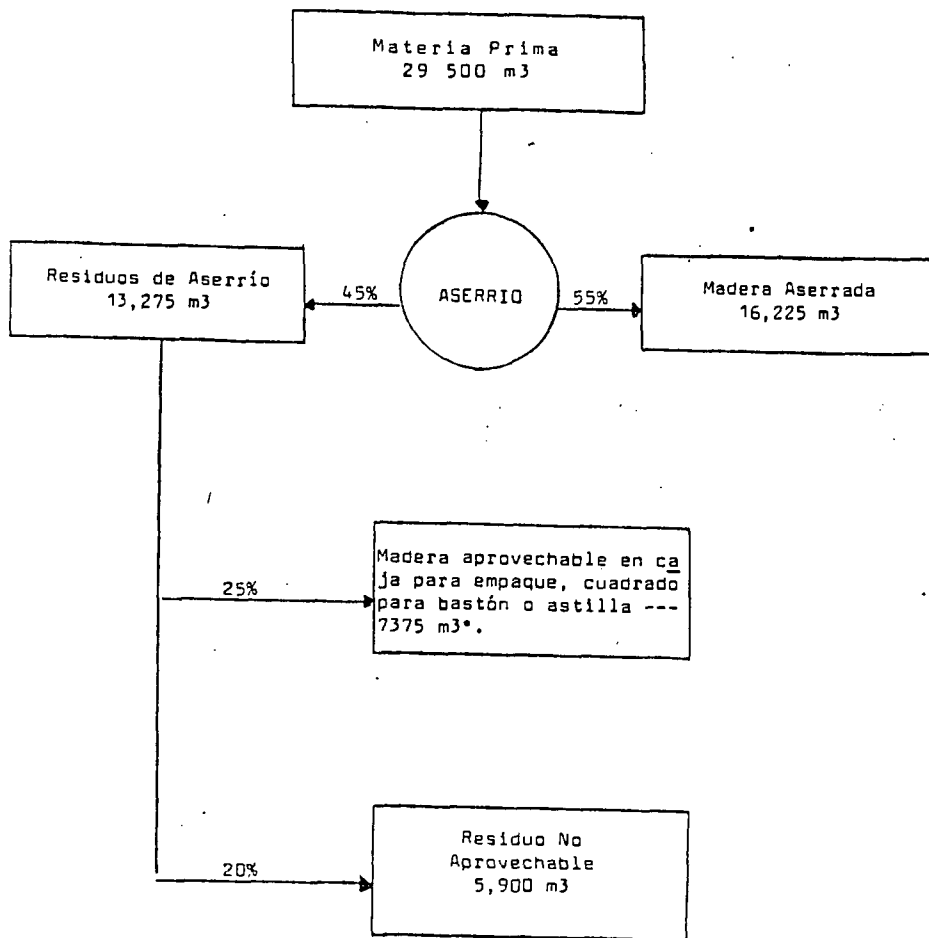 Materia Prima
29 500 m3
Residuos de Aserrío
13,275 m3
45%
ASERRIO
55%
Madera Aserrada
16,225 m3
25%
Madera aprovechable en ca
ja para empaque, cuadrado
para bastón o astilla ---
7375 m3*.
20%
Residuo No
Aprovechable
5,900 m3